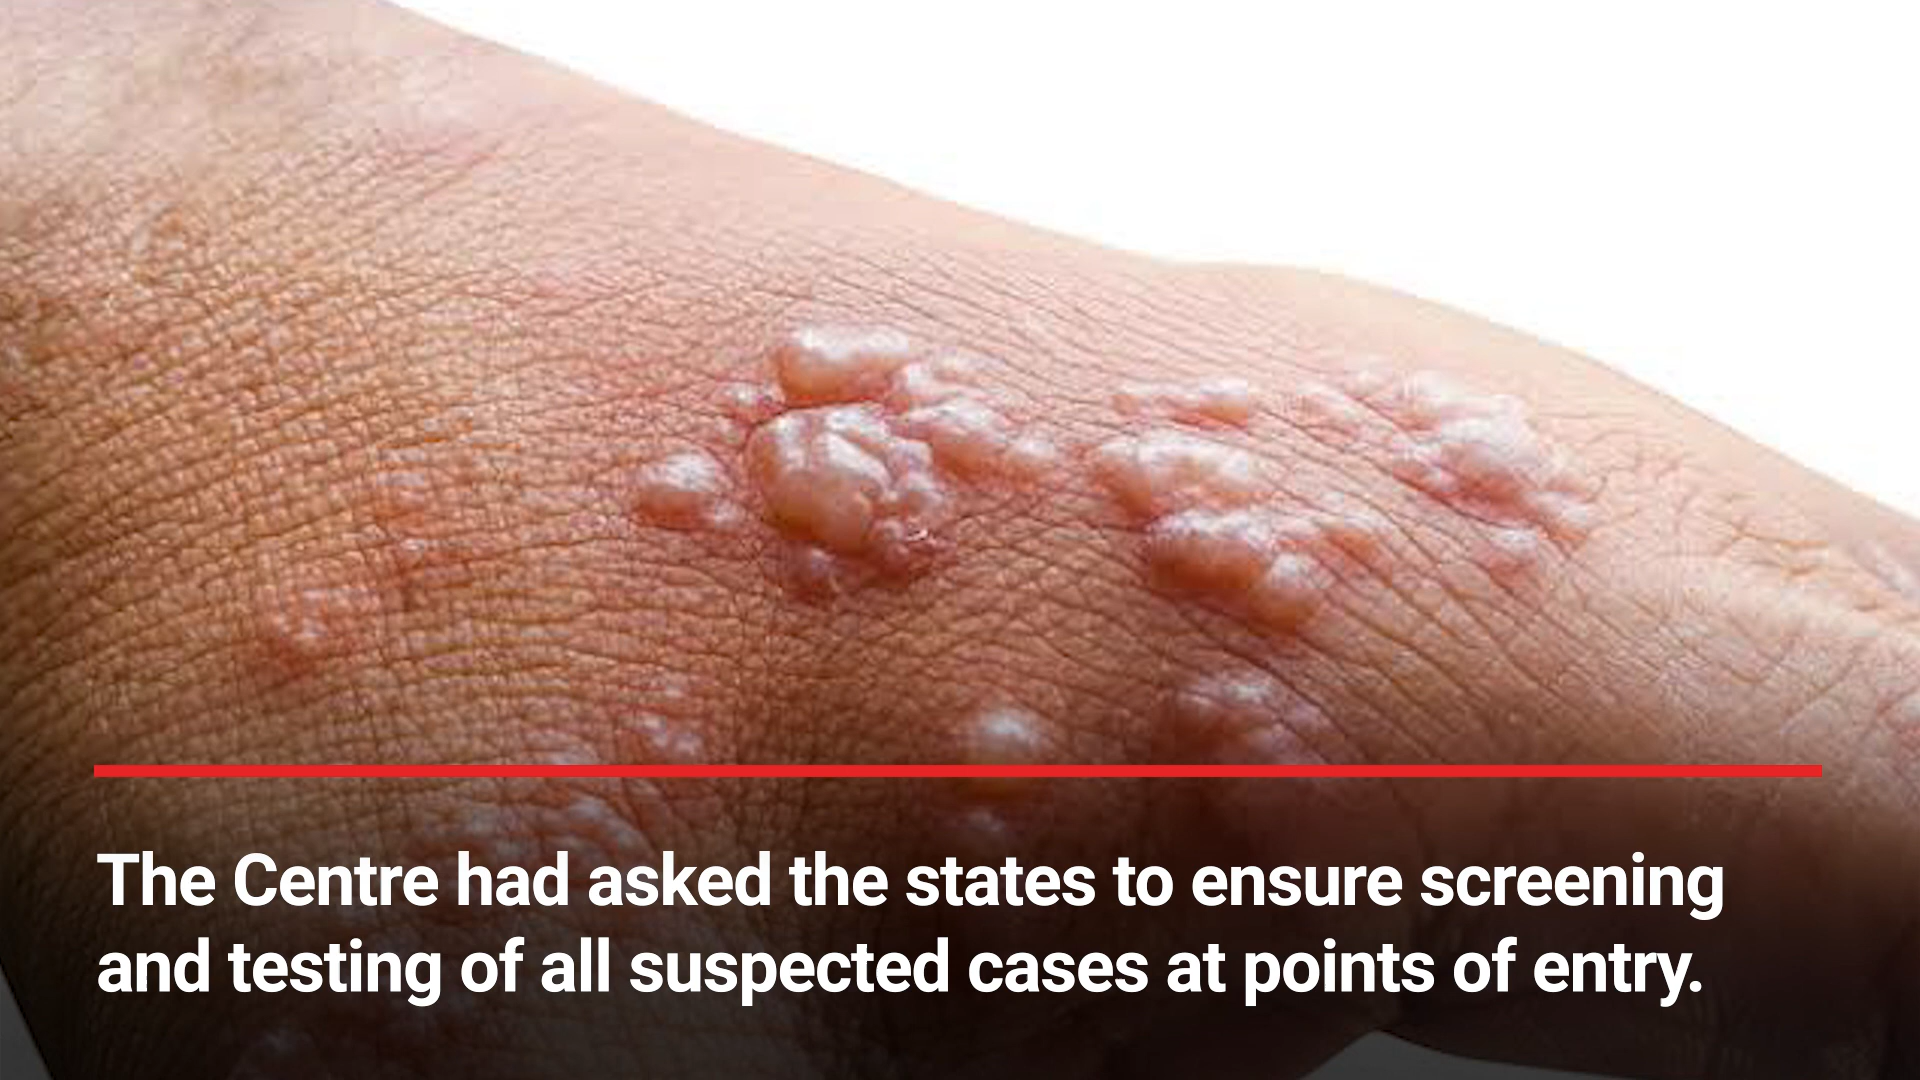 The Centre had asked the states to ensure screening
and testing of all suspected cases at points of entry.